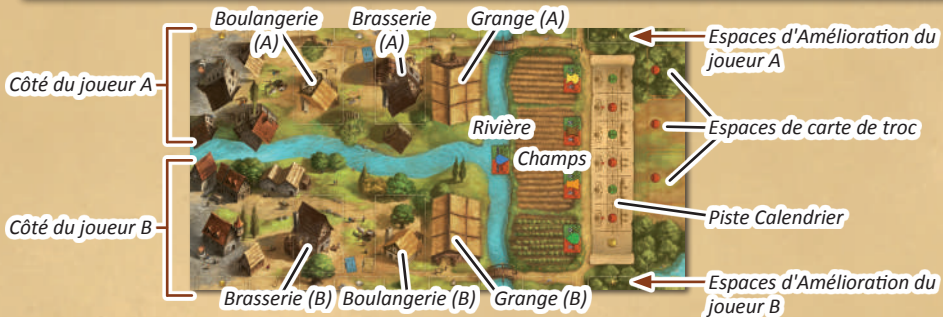 Boulangerie
(A)
Brasserie
(A)
Grange (A)
Espaces d'Amélioration du
joueur A
Côté du joueur A
Rivière
Espaces de carte de troc
Champs
Côté du joueur B
Piste Calendrier
Brasserie (B)
Boulangerie (B)
Grange (B)
Espaces d'Amélioration du
joueur B